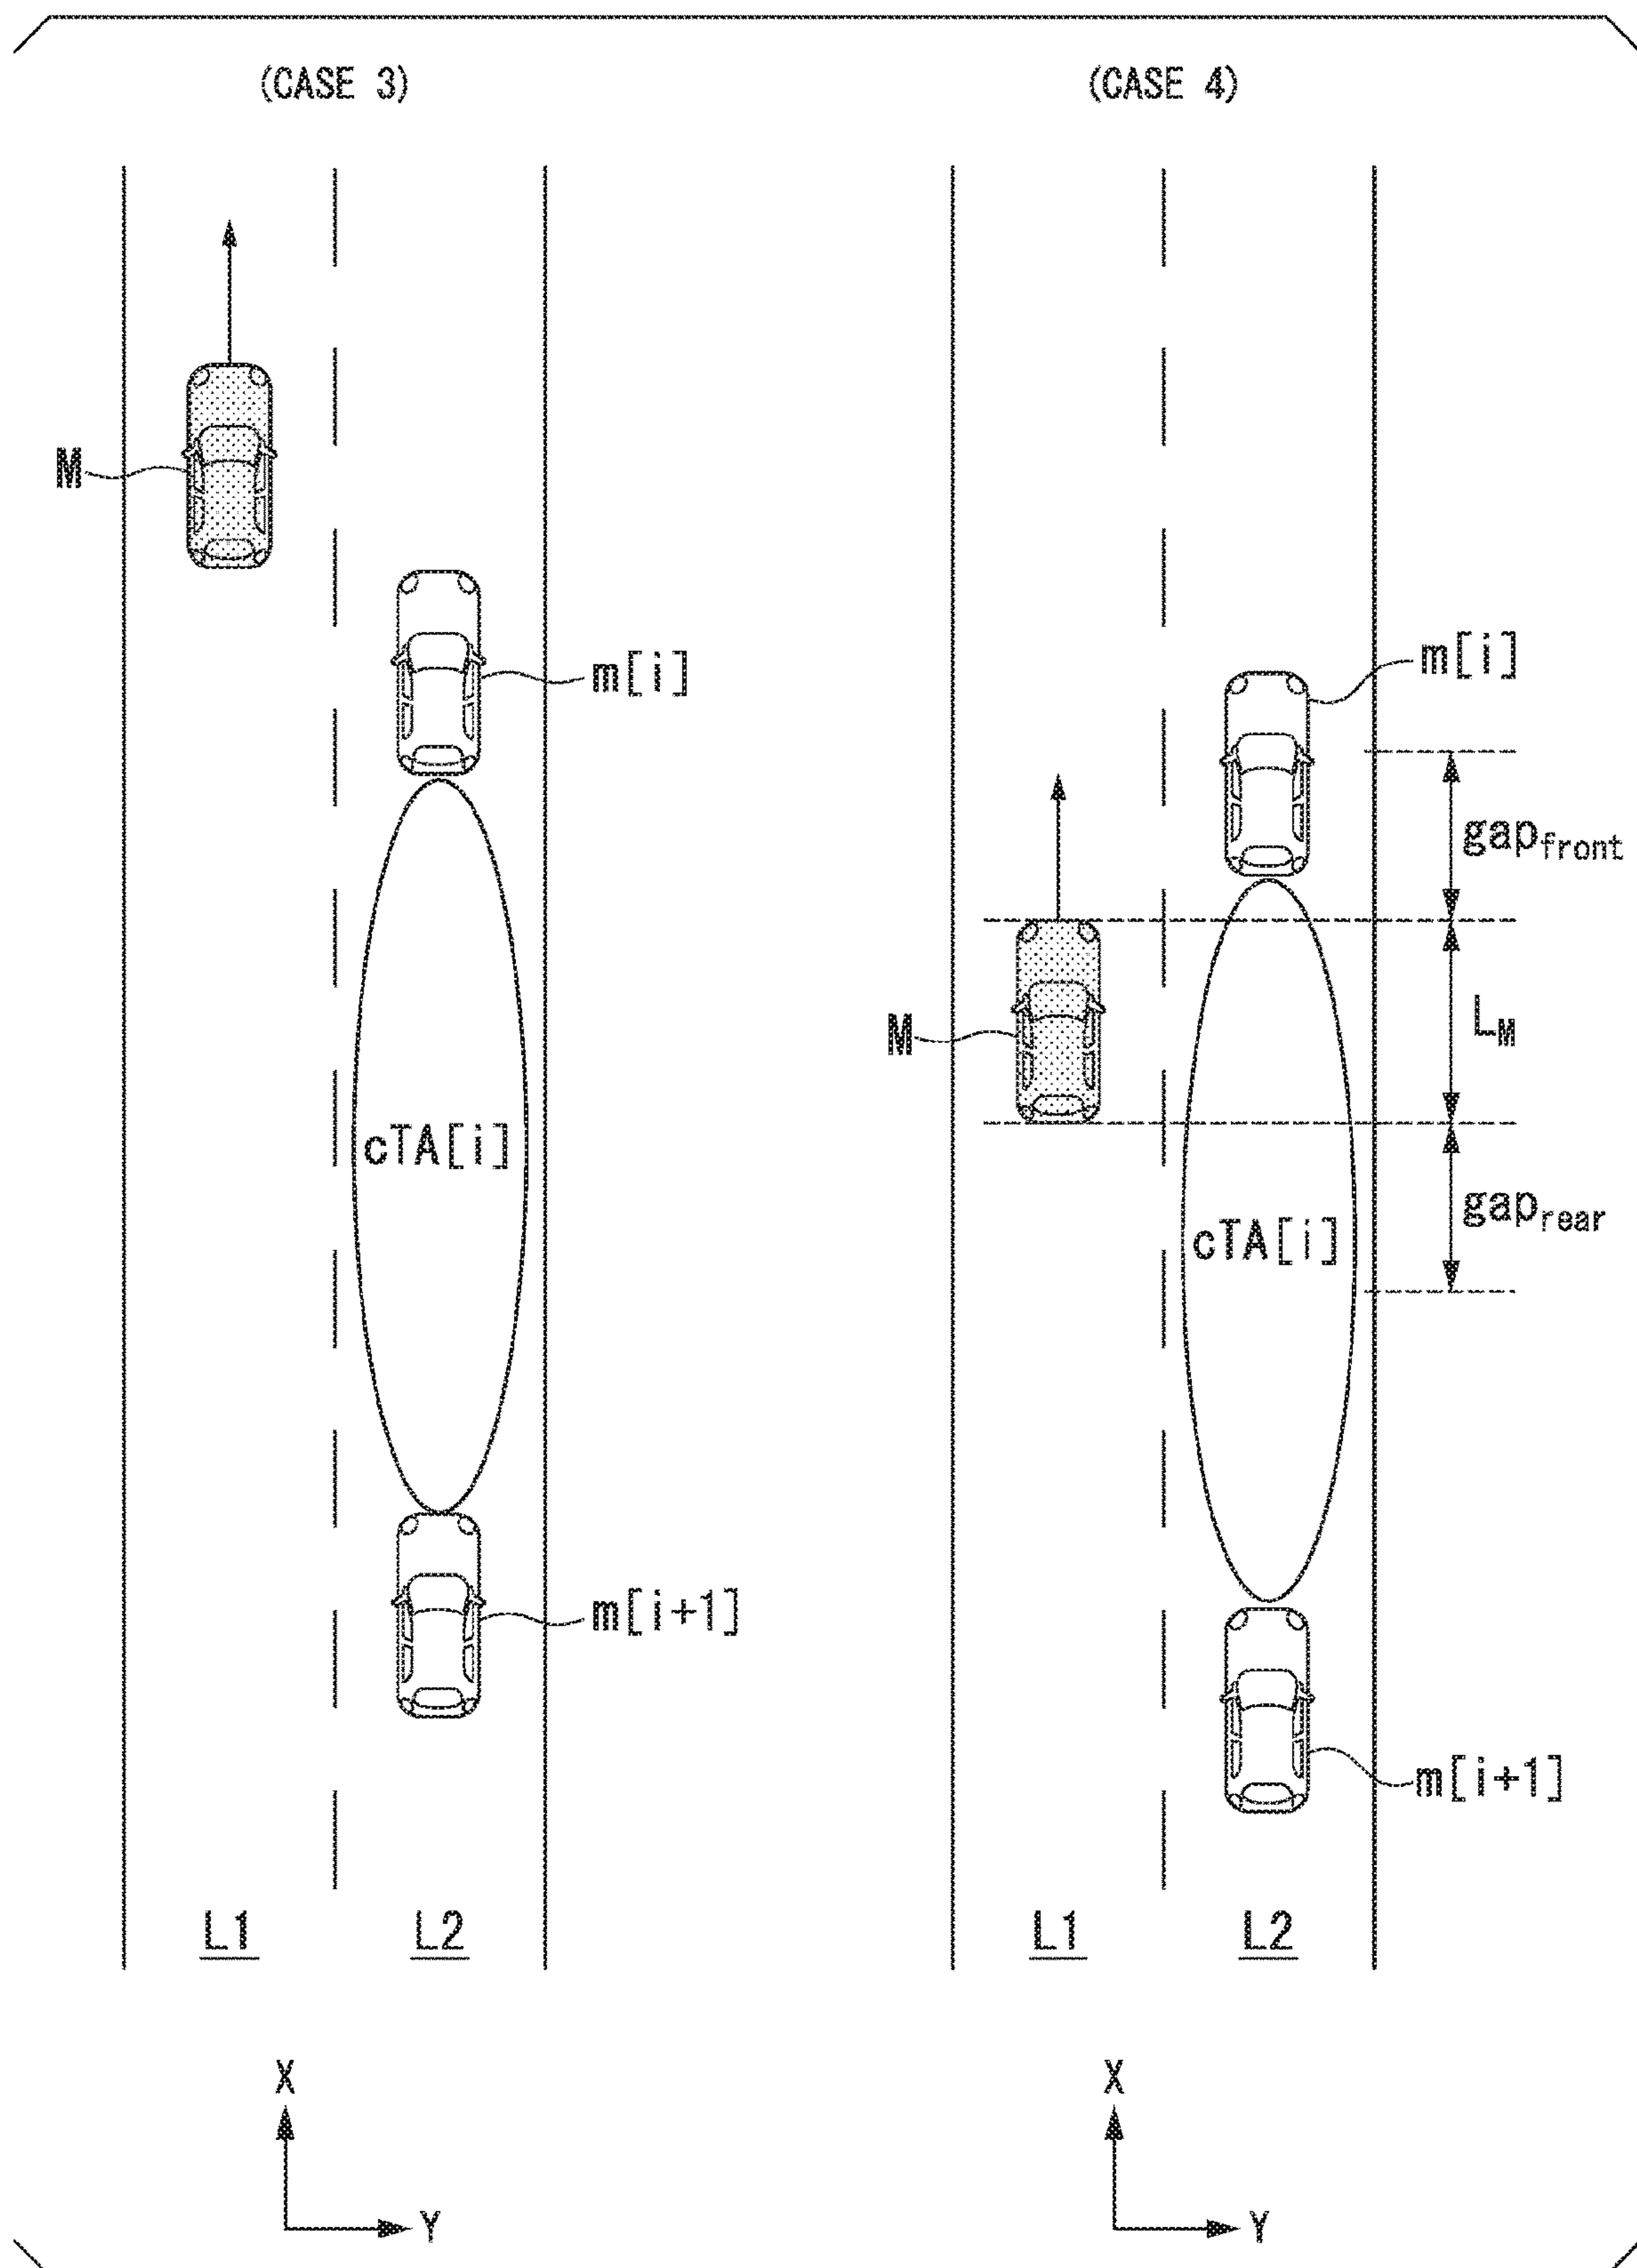 (CASE 3)
M
m[i]
cTA[i]
m[i+1]
L1 L2
X
Y
(CASE 4)
m[i]
gapfront
M
LM
gaprear
cTA[i]
m[i+1]
L1 L2
X
Y